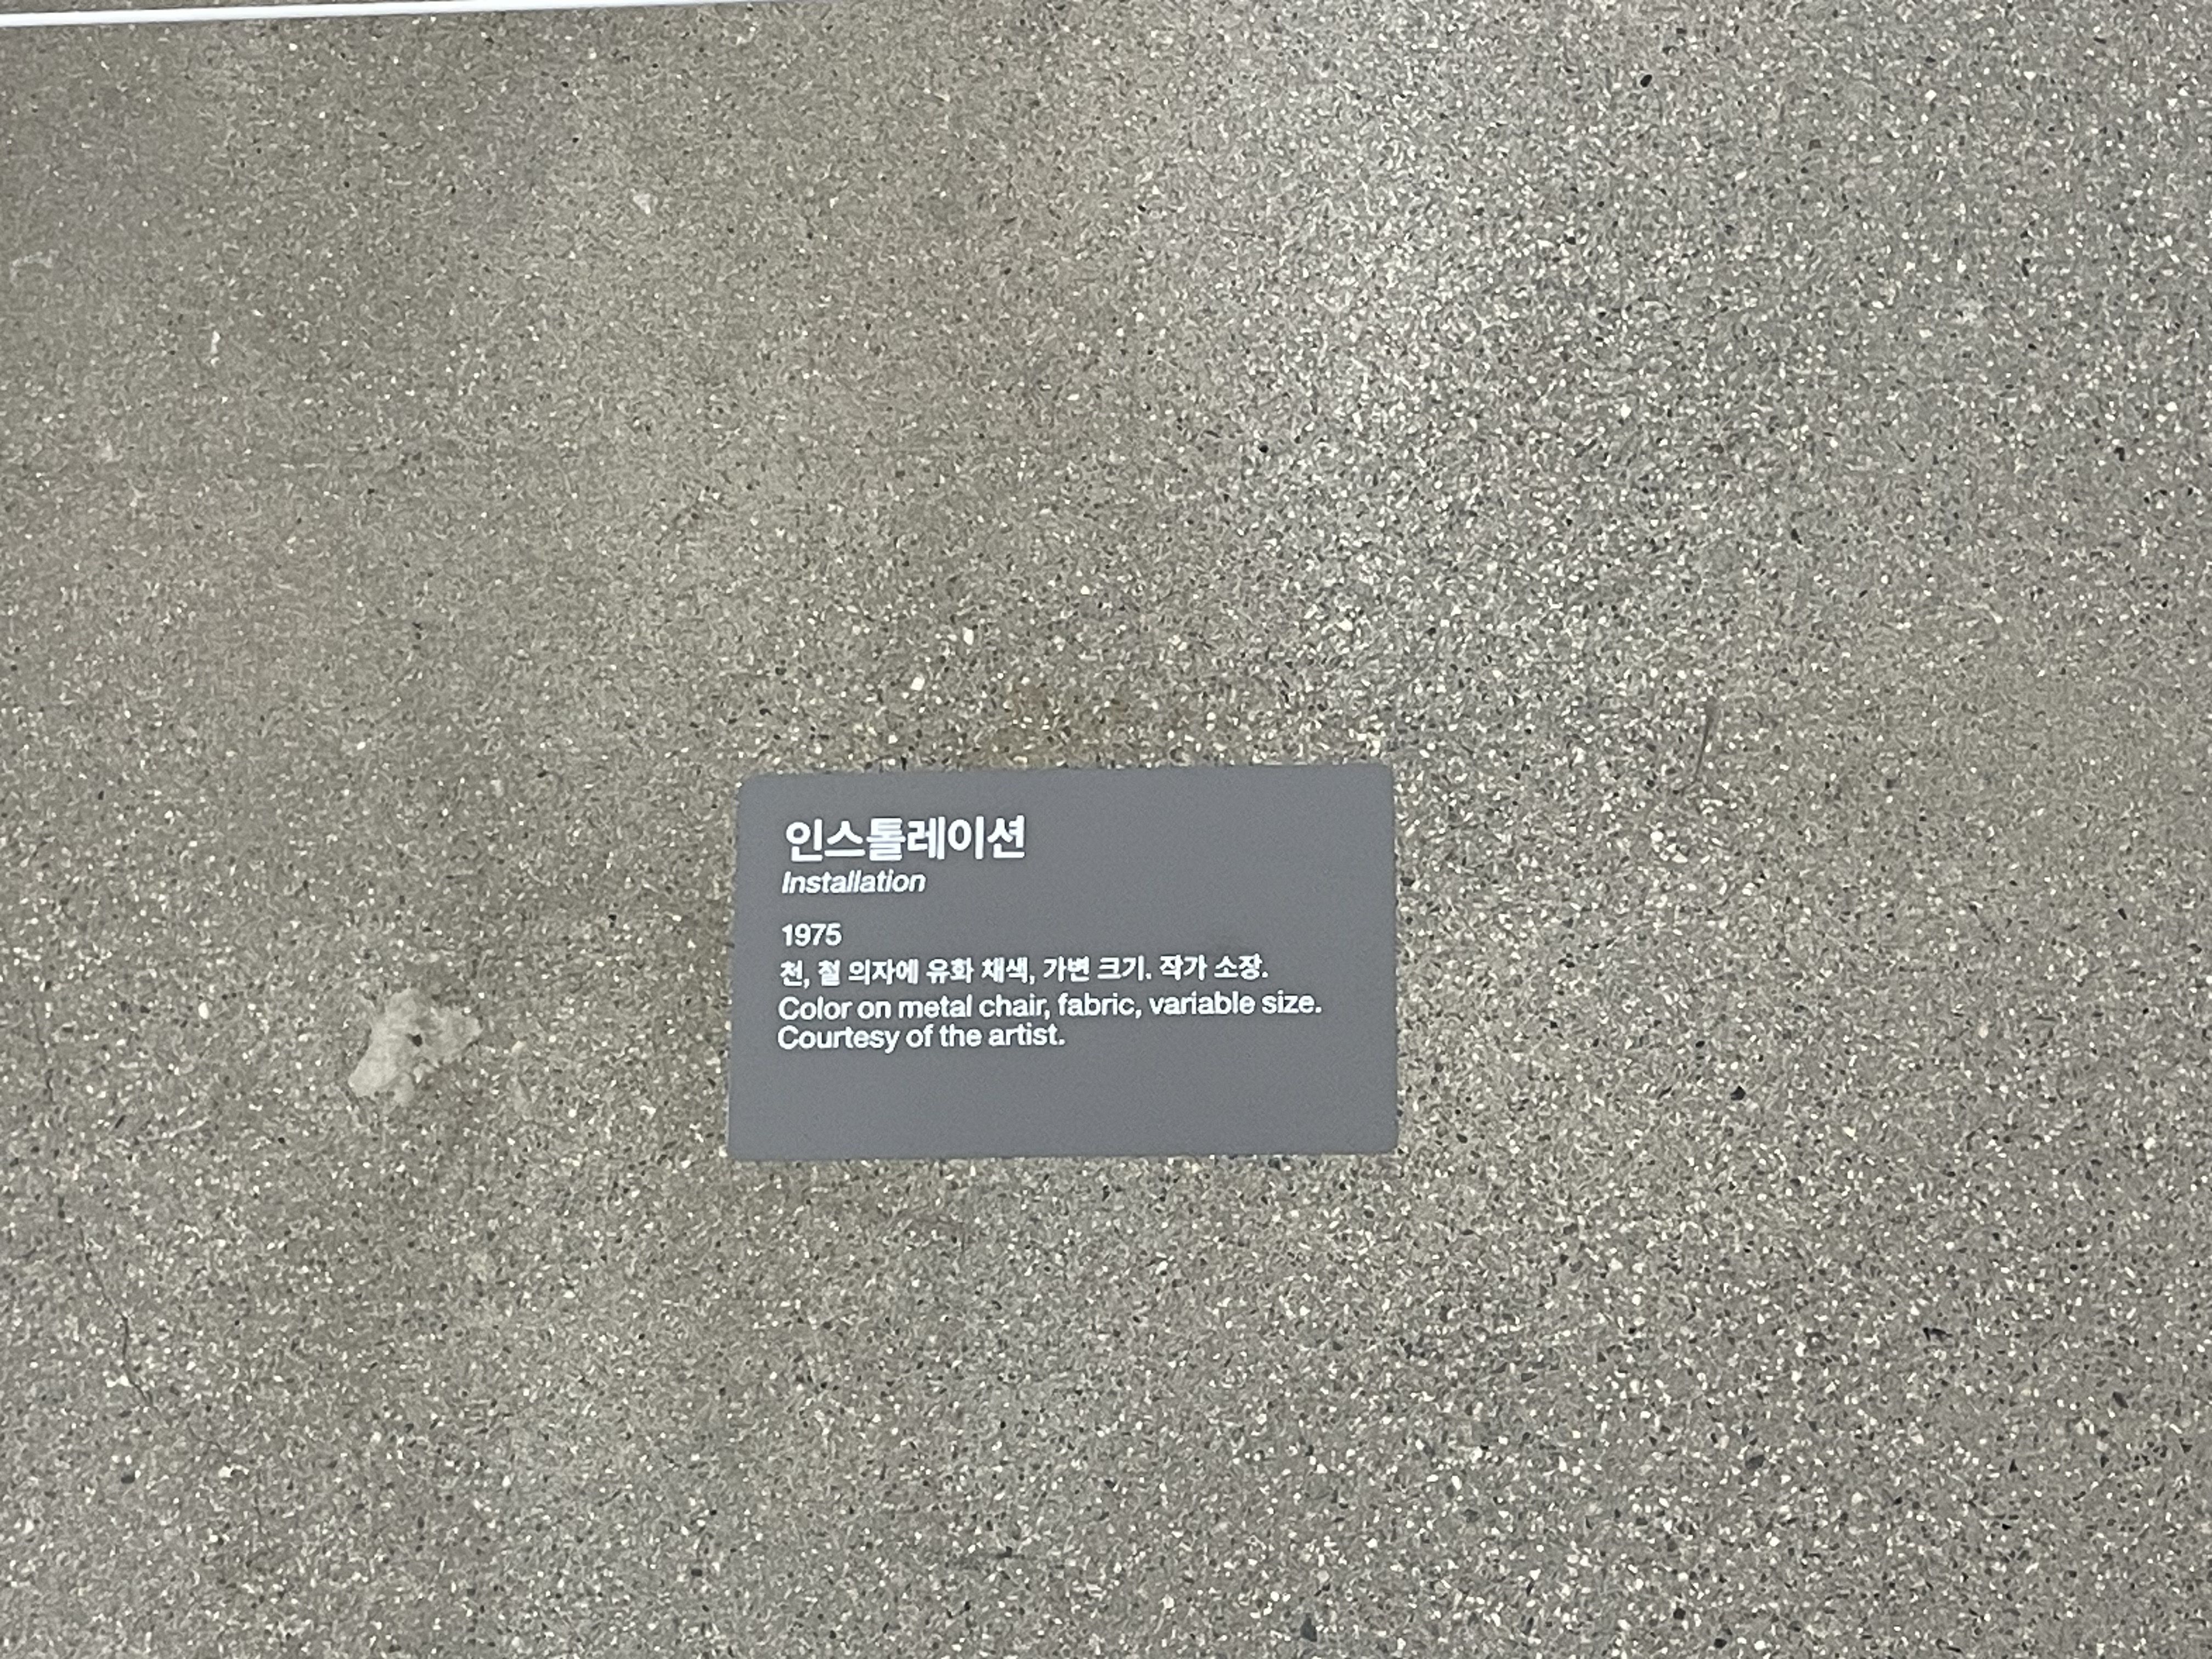 인스톨레이션
Installation
1975
천, 철 의자에 유화 채색, 가변 크기. 작가 소장.
Color on metal chair, fabric, variable size.
Courtesy of the artist.